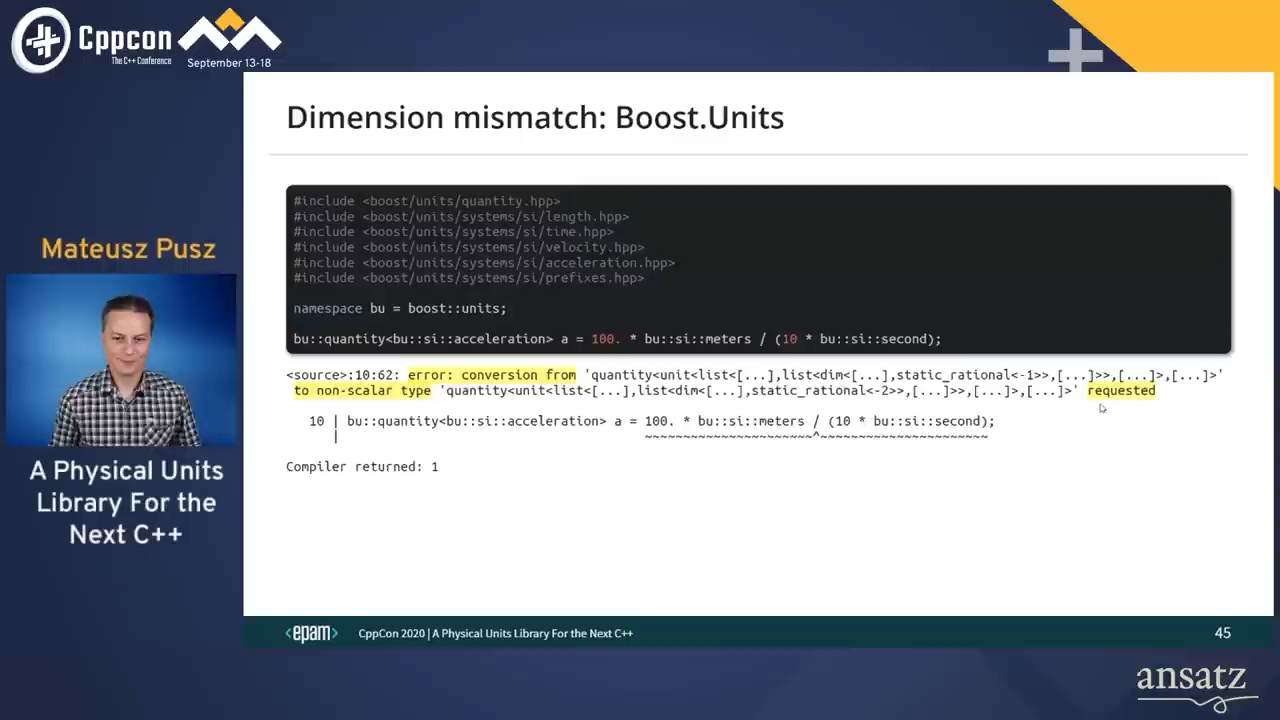 Cppcon
The C++ Conference
September 13-18
Mateusz Pusz
A Physical Units
Library For the
Next C++
Dimension mismatch: Boost.Units
#include <boost/units/quantity.hpp>
#include <boost/units/systems/si/length.hpp>
#include <boost/units/systems/si/time.hpp>
#include <boost/units/systems/si/velocity.hpp>
#include <boost/units/systems/si/acceleration.hpp>
#include <boost/units/systems/si/prefixes.hpp>
namespace bu = boost::units;
bu::quantity<bu::si::acceleration> a = 100. * bu::si::meters / (10 * bu::si::second);
<source>:10:62: error: conversion from 'quantity<unit<list<[...],list<dim<[...],static_rational<-1>>,[...]>>,[...]>,[...]>'
to non-scalar type 'quantity<unit<list<[...],list<dim<[...],static_rational<-2>>,[...]>>,[...]>,[...]>' requested
10 | bu::quantity<bu::si::acceleration> a = 100. * bu::si::meters / (10 * bu::si::second);
| ~~~~~~~~~~~~~~~~~~~~~~^~~~~~~~~~~~~~~~~~~~~~~
Compiler returned: 1
<epam> CppCon 2020 | A Physical Units Library For the Next C++ 45
ansatz